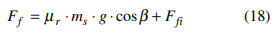 F_f = μ_r · m_s · g · cos β + F_fi (18)